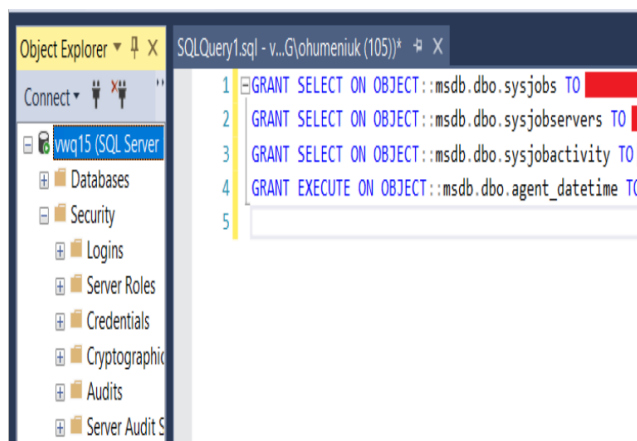 Object Explorer
SQLQuery1.sql - v...G\ohumeniuk (105))*
Connect
vwq15 (SQL Server
Databases
Security
Logins
Server Roles
Credentials
Cryptographic
Audits
Server Audit S
1 GRANT SELECT ON OBJECT::msdb.dbo.sysjobs TO
2 GRANT SELECT ON OBJECT::msdb.dbo.sysjobservers TO
3 GRANT SELECT ON OBJECT::msdb.dbo.sysjobactivity TO
4 GRANT EXECUTE ON OBJECT::msdb.dbo.agent_datetime TO
5